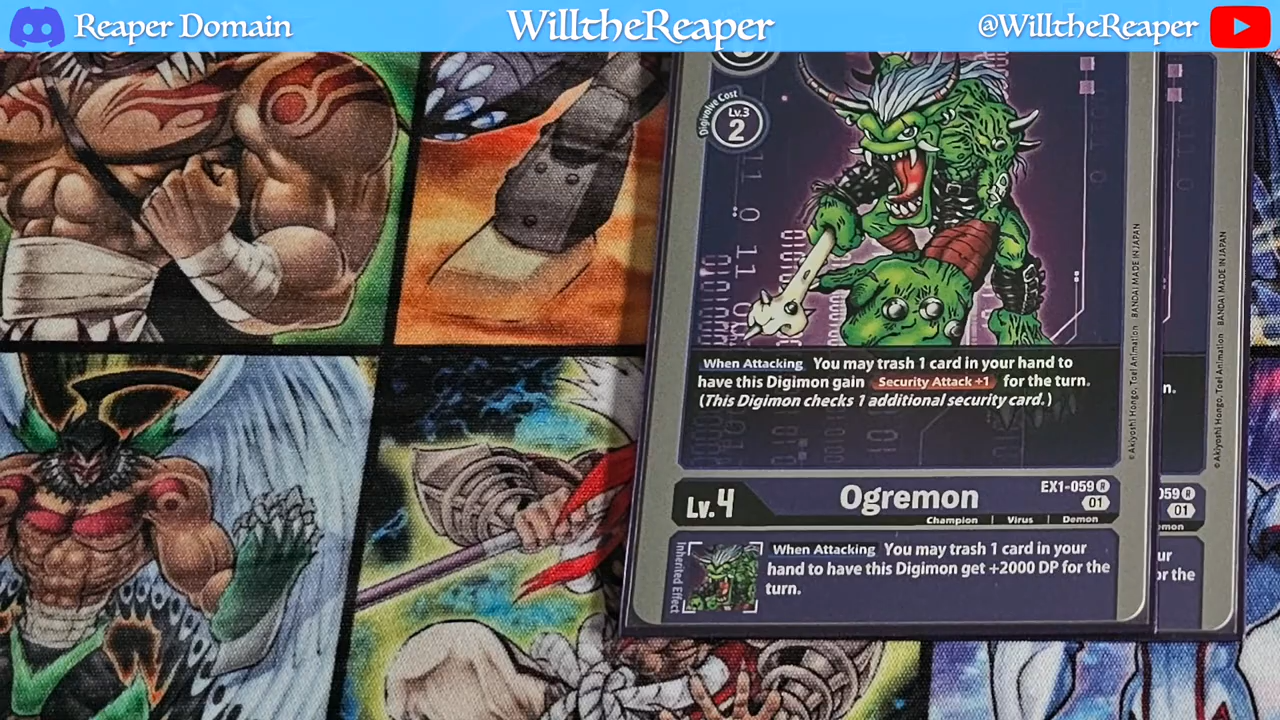 Reaper Domain
WilltheReaper
@WilltheReaper
Digivolve Cost
Lv.3
2
When Attacking You may trash 1 card in your hand to
have this Digimon gain Security Attack +1 for the turn.
(This Digimon checks 1 additional security card.)
©Akiyoshi Hongo, Toei Animation BANDAI MADE IN JAPAN
Lv.4
Ogremon
EX1-059 R
01
Champion | Virus | Demon
Inherited Effect
When Attacking You may trash 1 card in your
hand to have this Digimon get +2000 DP for the
turn.
©Akiyoshi Hongo, Toei Animation BANDAI MADE IN JAPAN
n.
059 R
01
mon
ur
or the